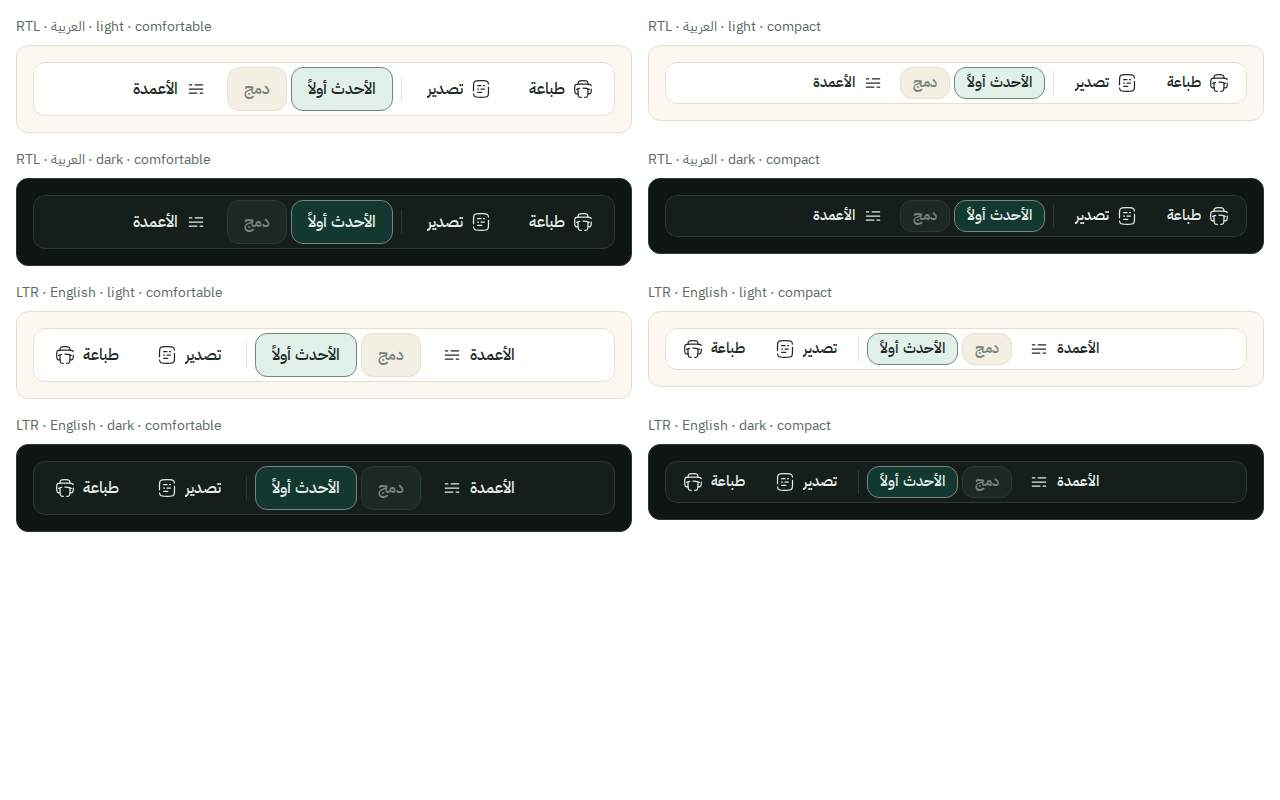 RTL · العربية · light · comfortable
طباعة تصدير الأحدث أولاً دمج الأعمدة
RTL · العربية · light · compact
طباعة تصدير الأحدث أولاً دمج الأعمدة
RTL · العربية · dark · comfortable
طباعة تصدير الأحدث أولاً دمج الأعمدة
RTL · العربية · dark · compact
طباعة تصدير الأحدث أولاً دمج الأعمدة
LTR · English · light · comfortable
طباعة تصدير الأحدث أولاً دمج الأعمدة
LTR · English · light · compact
طباعة تصدير الأحدث أولاً دمج الأعمدة
LTR · English · dark · comfortable
طباعة تصدير الأحدث أولاً دمج الأعمدة
LTR · English · dark · compact
طباعة تصدير الأحدث أولاً دمج الأعمدة